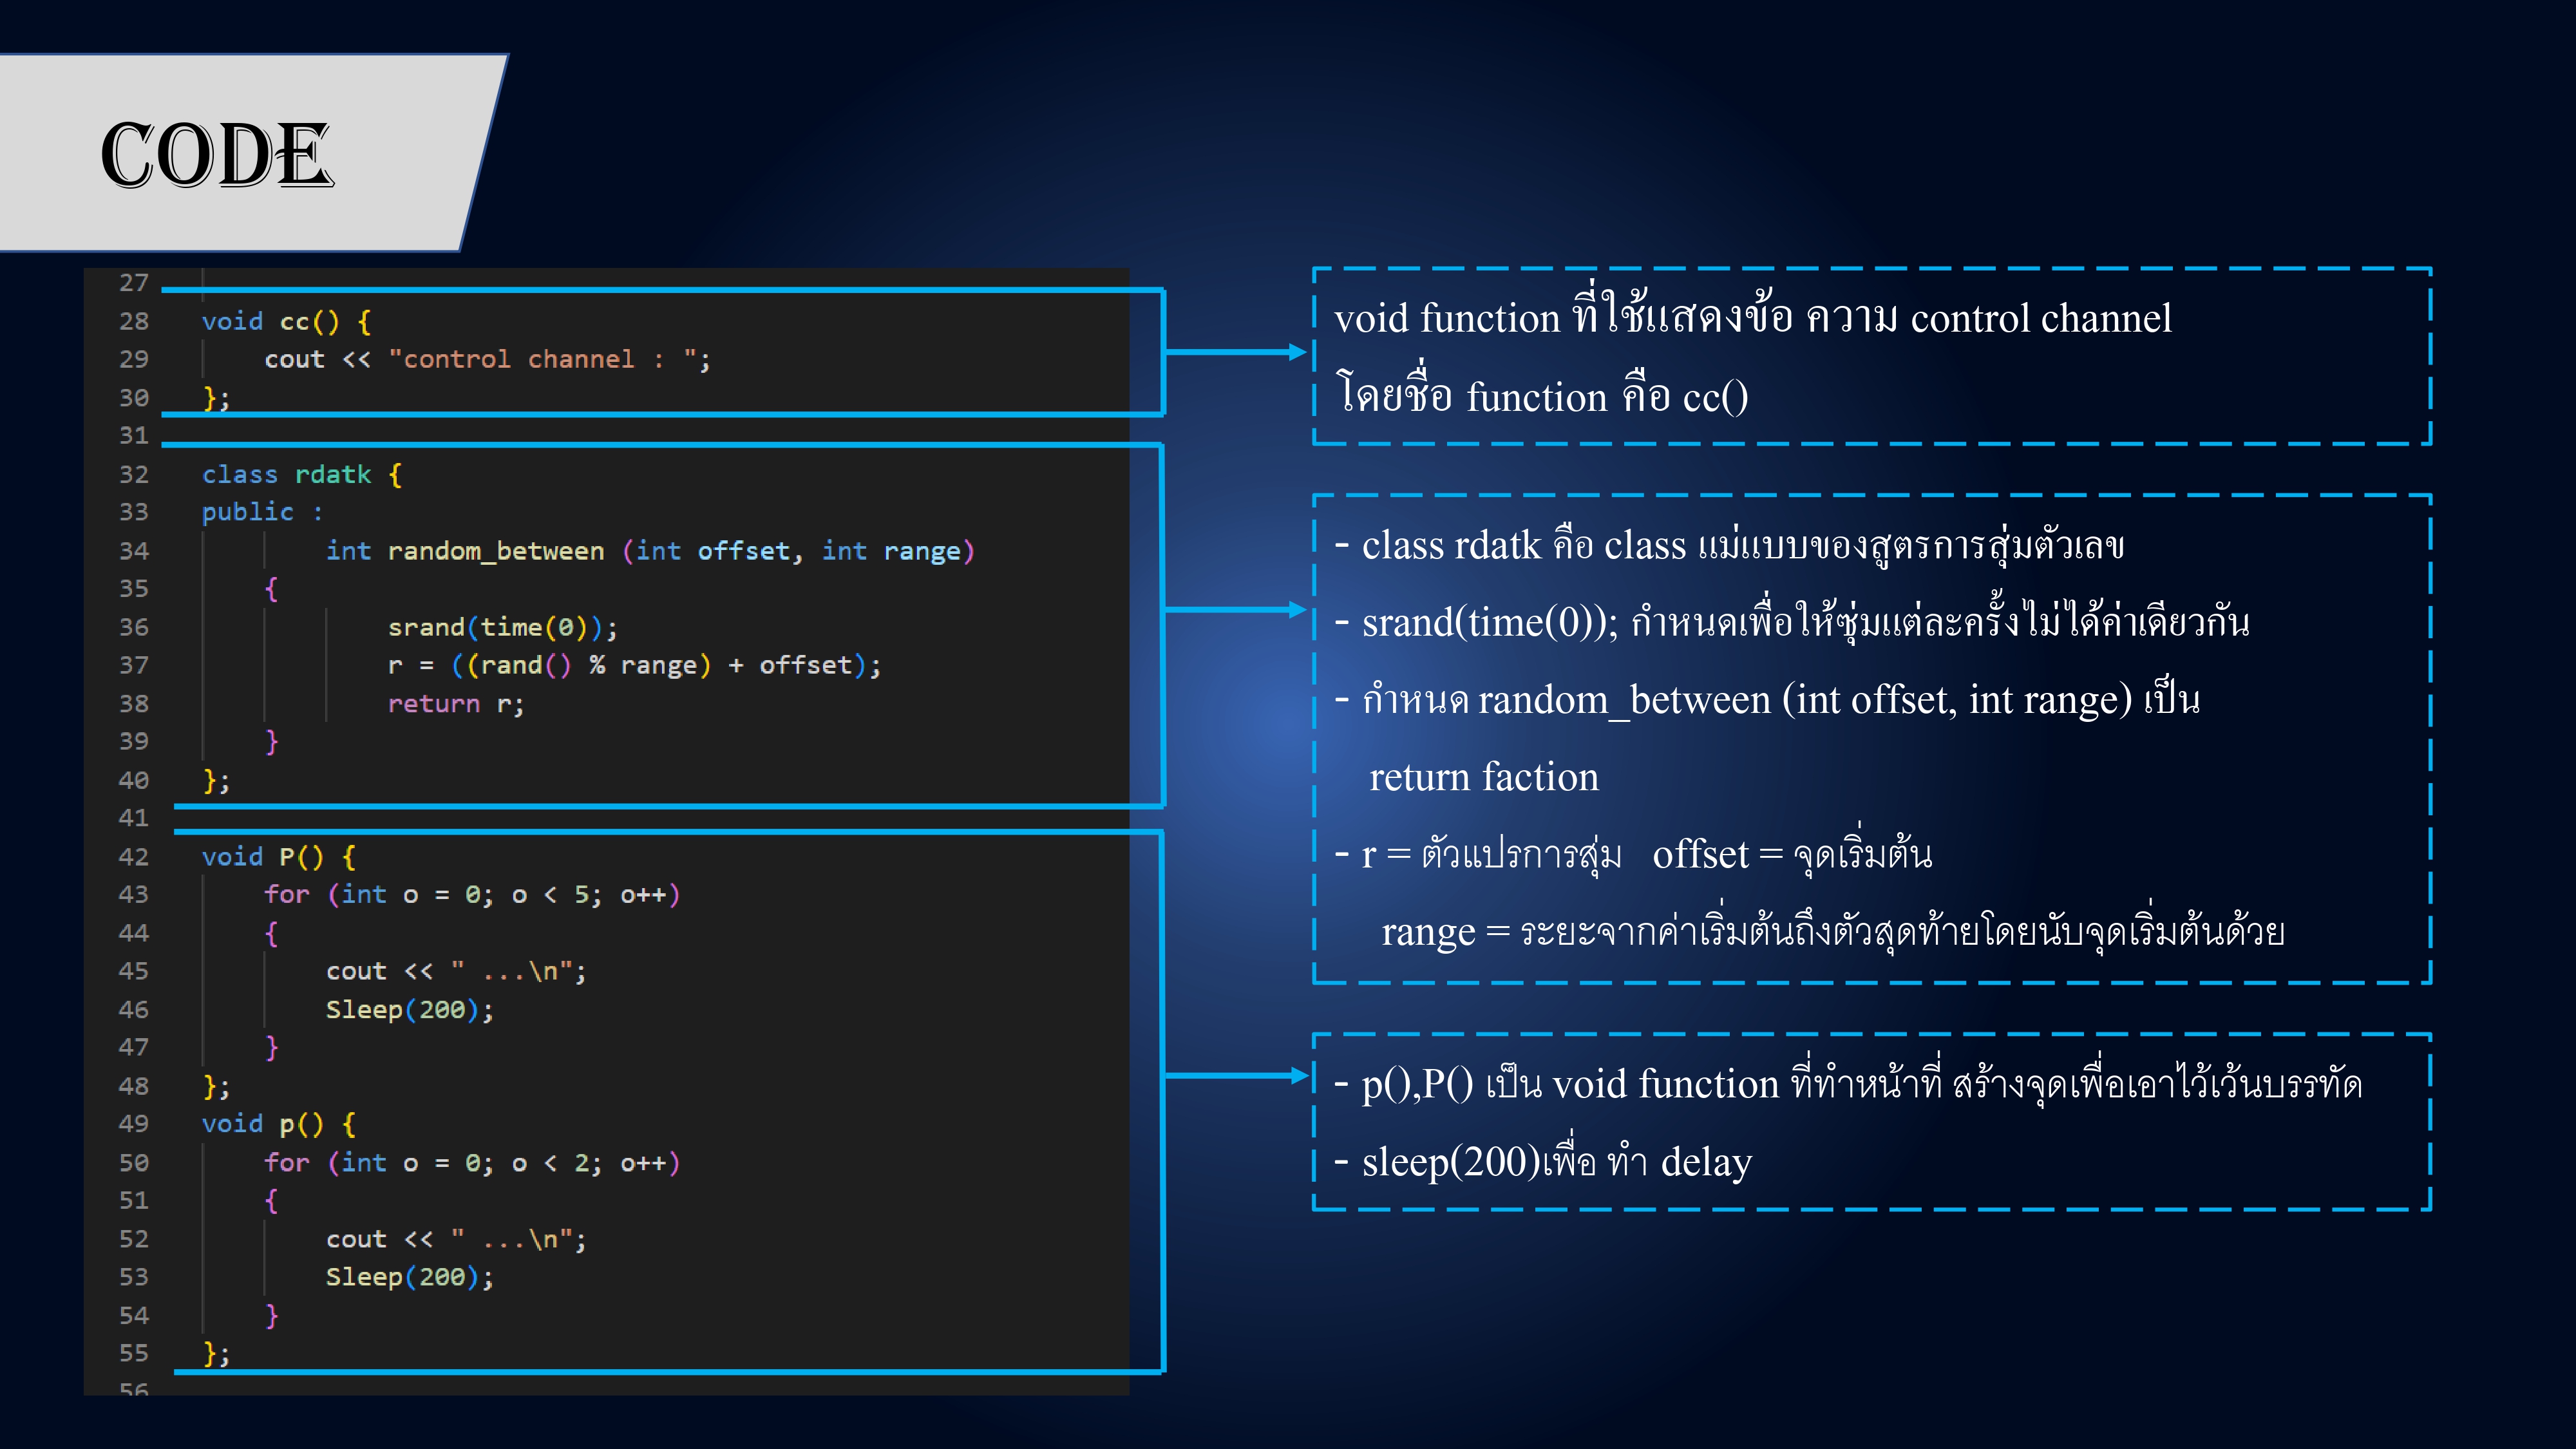 CODE
27
28 void cc() {
29 cout << "control channel : ";
30 };
31
32 class rdatk {
33 public :
34 int random_between (int offset, int range)
35 {
36 srand(time(0));
37 r = ((rand() % range) + offset);
38 return r;
39 }
40 };
41
42 void P() {
43 for (int o = 0; o < 5; o++)
44 {
45 cout << " ...\n";
46 Sleep(200);
47 }
48 };
49 void p() {
50 for (int o = 0; o < 2; o++)
51 {
52 cout << " ...\n";
53 Sleep(200);
54 }
55 };
56
void function ที่ใช้แสดงข้อ ความ control channel
โดยชื่อ function คือ cc()
- class rdatk คือ class แม่แบบของสูตรการสุ่มตัวเลข
- srand(time(0)); กำหนดเพื่อให้ซุ่มแต่ละครั้งไม่ได้ค่าเดียวกัน
- กำหนด random_between (int offset, int range) เป็น
return faction
- r = ตัวแปรการสุ่ม offset = จุดเริ่มต้น
range = ระยะจากค่าเริ่มต้นถึงตัวสุดท้ายโดยนับจุดเริ่มต้นด้วย
- p(),P() เป็น void function ที่ทำหน้าที่ สร้างจุดเพื่อเอาไว้เว้นบรรทัด
- sleep(200)เพื่อ ทำ delay